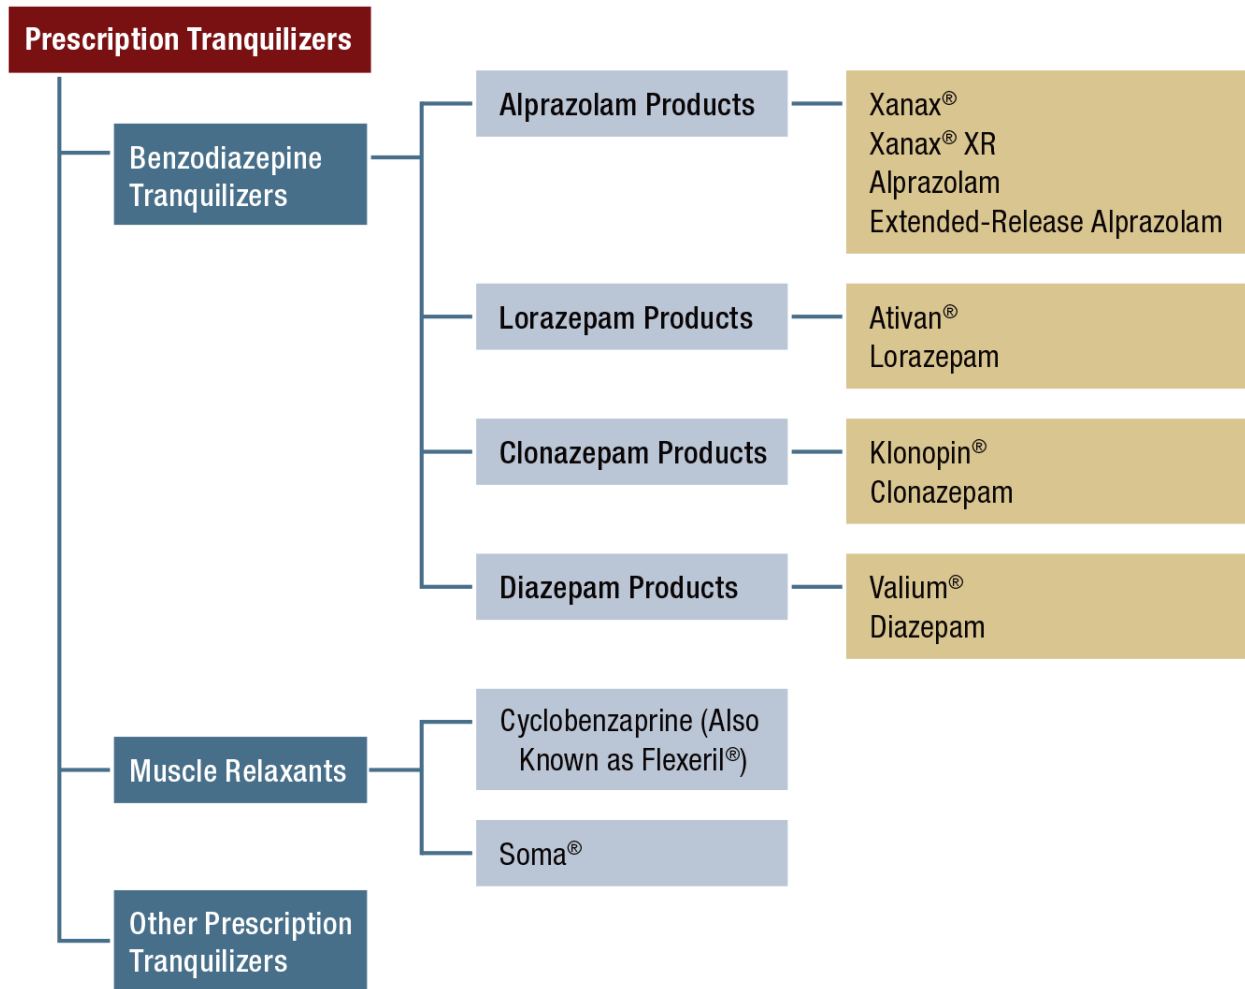 Prescription Tranquilizers
Benzodiazepine
Tranquilizers
Alprazolam Products
Xanax®
Xanax® XR
Alprazolam
Extended-Release Alprazolam
Lorazepam Products
Ativan®
Lorazepam
Clonazepam Products
Klonopin®
Clonazepam
Diazepam Products
Valium®
Diazepam
Muscle Relaxants
Cyclobenzaprine (Also
Known as Flexeril®)
Soma®
Other Prescription
Tranquilizers